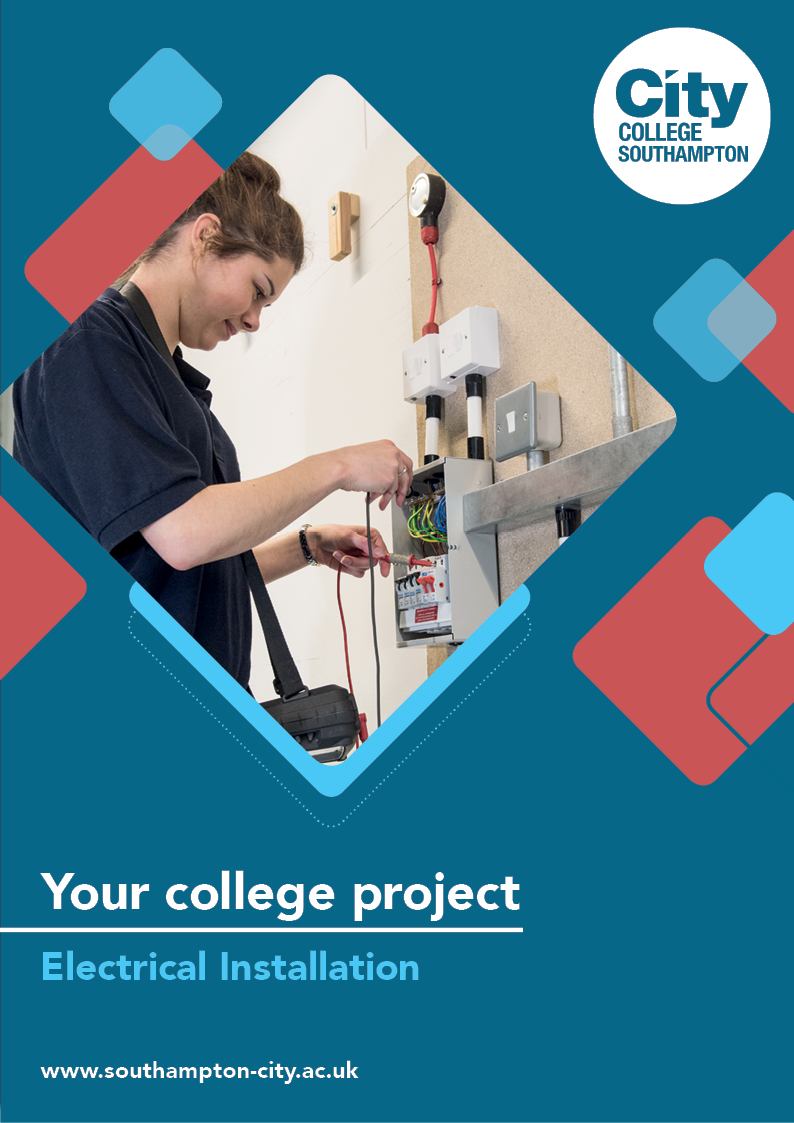 City
COLLEGE
SOUTHAMPTON
Your college project
Electrical Installation
www.southampton-city.ac.uk